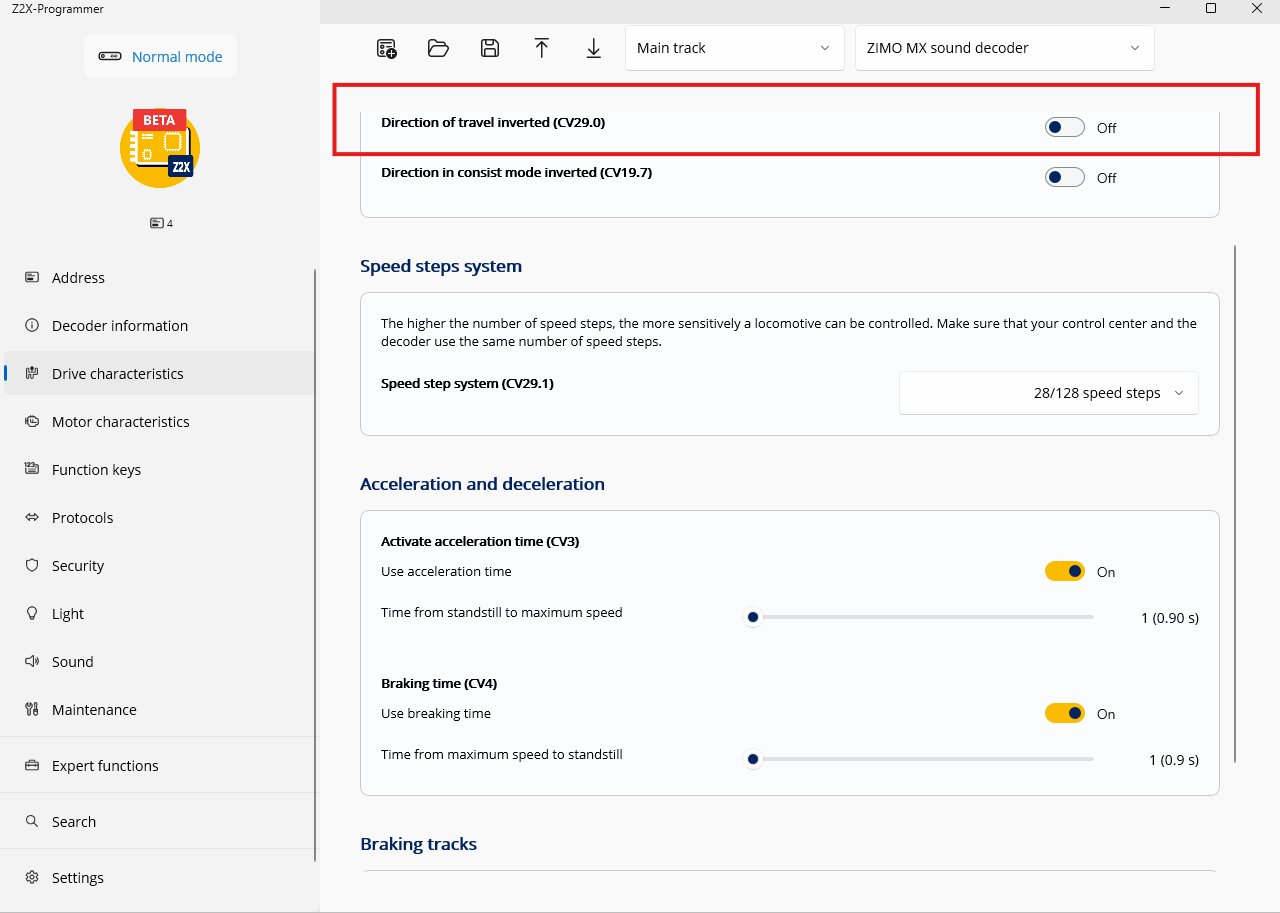 Z2X-Programmer
Normal mode
BETA
Z2X
4
Address
Decoder information
Drive characteristics
Motor characteristics
Function keys
Protocols
Security
Light
Sound
Maintenance
Expert functions
Search
Settings
Main track
ZIMO MX sound decoder
Direction of travel inverted (CV29.0)
Off
Direction in consist mode inverted (CV19.7)
Off
Speed steps system
The higher the number of speed steps, the more sensitively a locomotive can be controlled. Make sure that your control center and the
decoder use the same number of speed steps.
Speed step system (CV29.1)
28/128 speed steps
Acceleration and deceleration
Activate acceleration time (CV3)
Use acceleration time
On
Time from standstill to maximum speed
1 (0.90 s)
Braking time (CV4)
Use breaking time
On
Time from maximum speed to standstill
1 (0.9 s)
Braking tracks